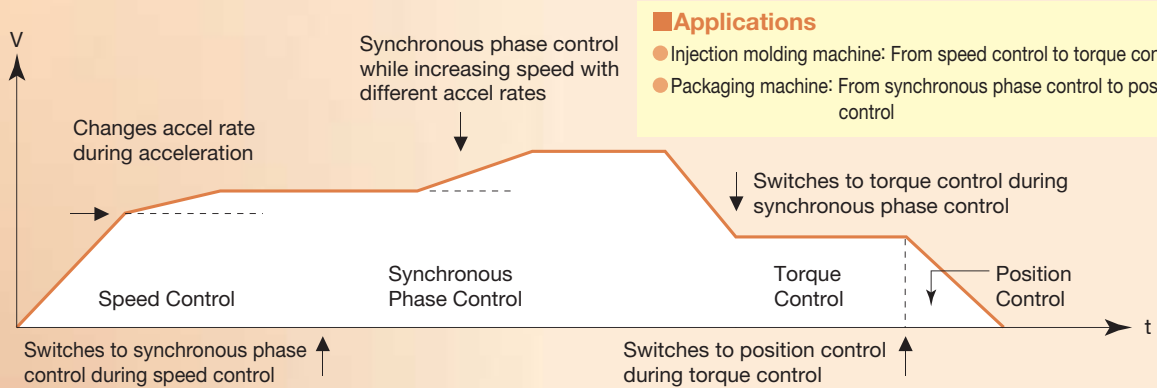 V
Synchronous phase control
while increasing speed with
different accel rates
■Applications
●Injection molding machine: From speed control to torque
●Packaging machine: From synchronous phase control to
control
Changes accel rate
during acceleration
Switches to torque control during
synchronous phase control
Speed Control
Synchronous
Phase Control
Torque
Control
Position
Control
t
Switches to synchronous phase
control during speed control
Switches to position control
during torque control